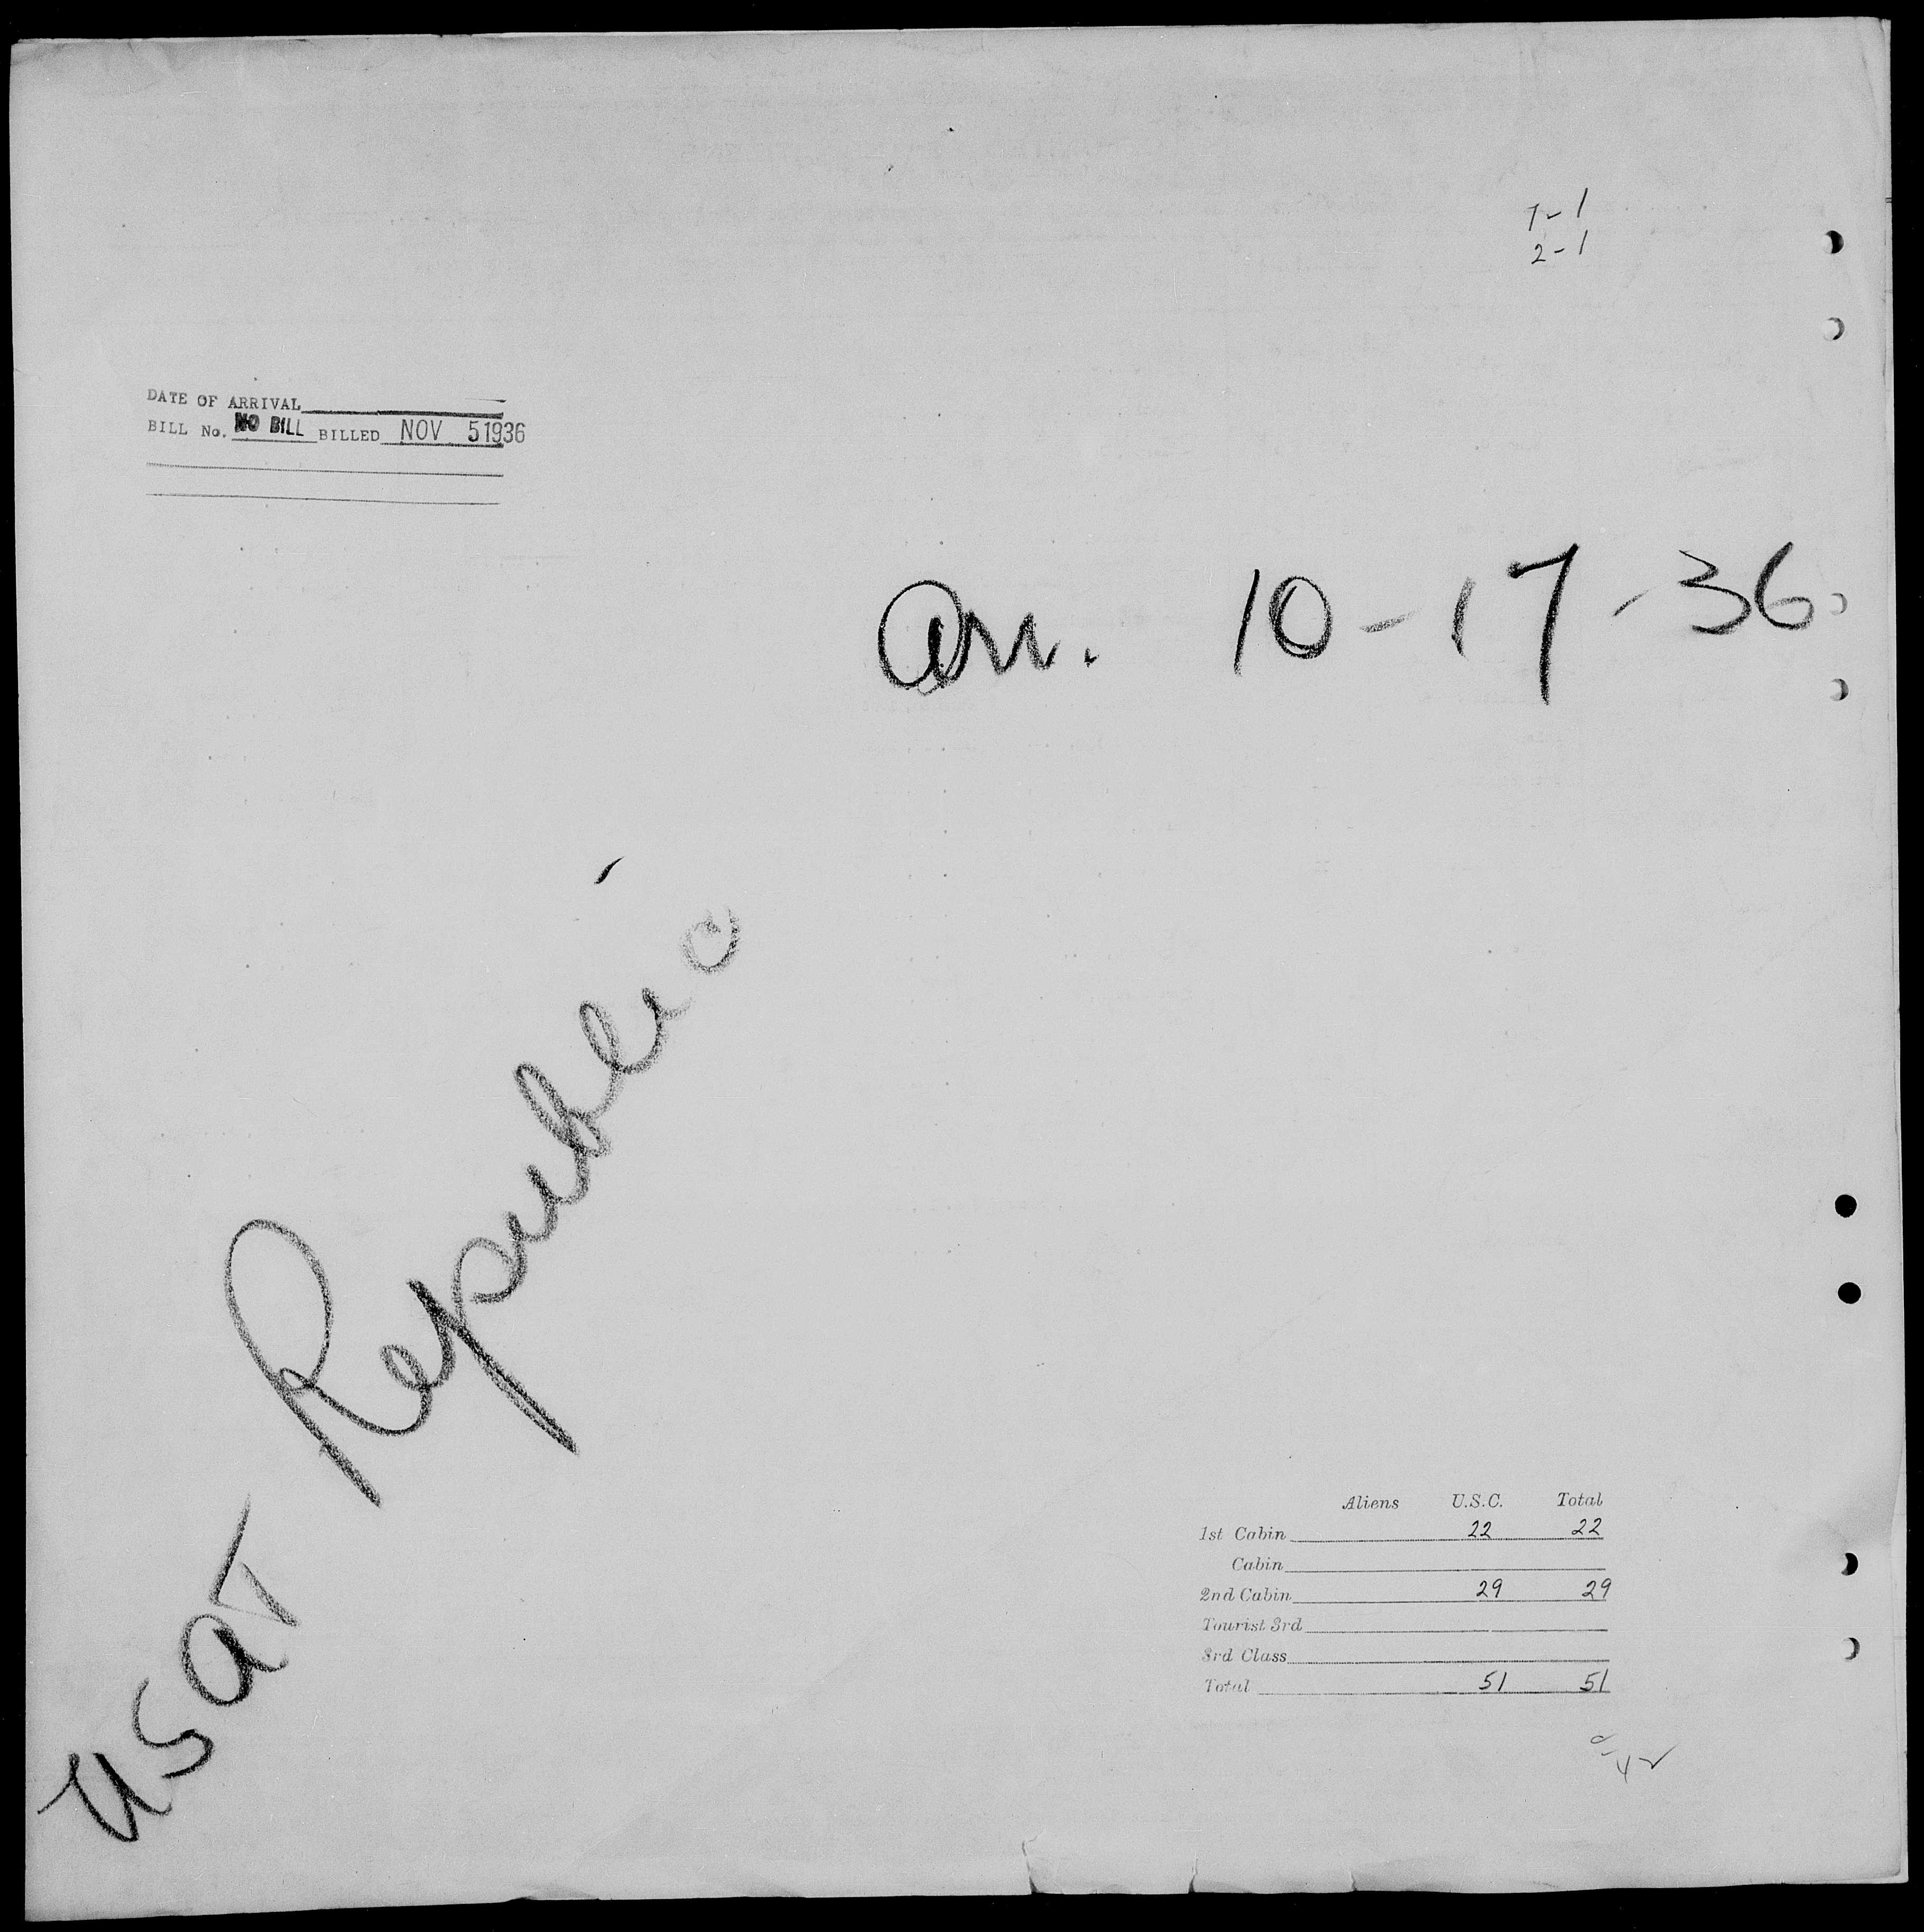 1-1
2-1
DATE OF ARRIVAL
BILL No. NO BILL BILLED NOV 5 1936
Arr. 10-17-36
USAT Republic
Aliens U.S.C. Total
1st Cabin 22 22
Cabin
2nd Cabin 29 29
Tourist 3rd
3rd Class
Total 51 51